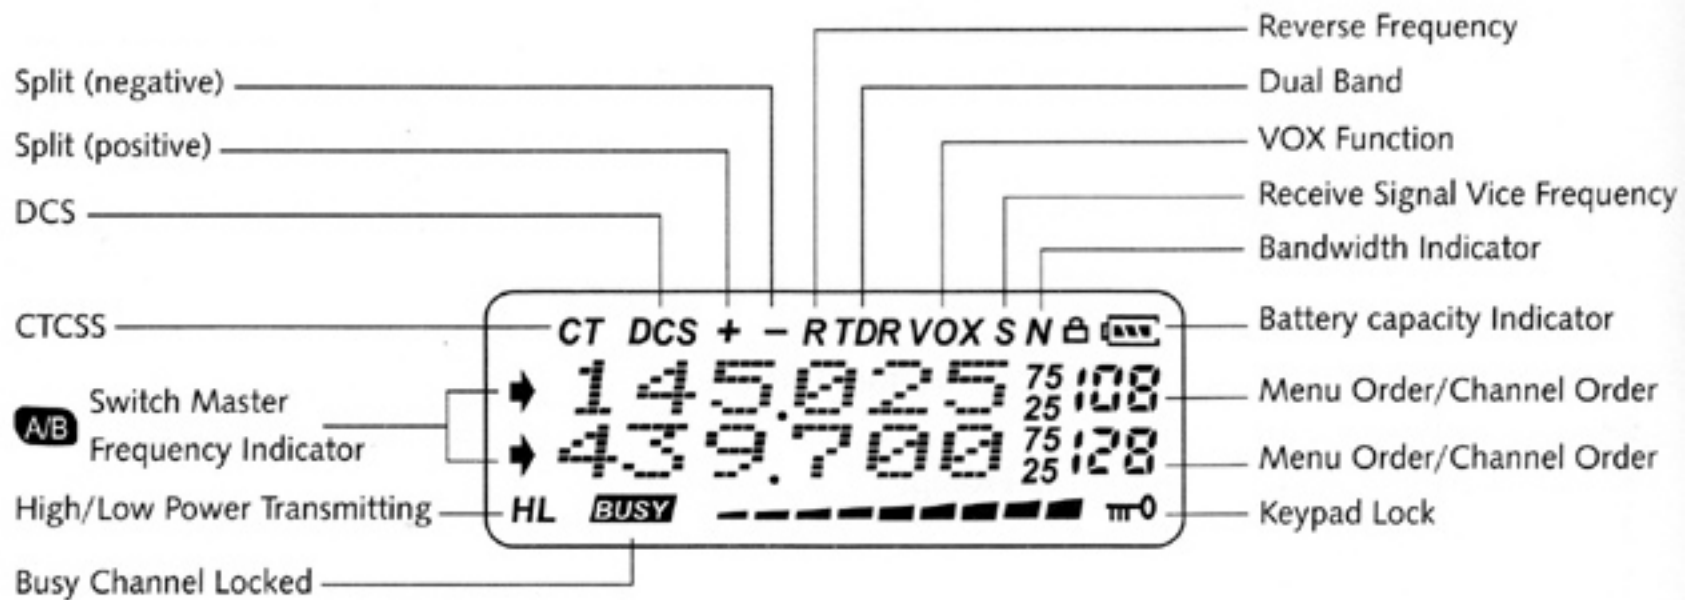 Reverse Frequency
Split (negative)
Dual Band
Split (positive)
VOX Function
DCS
Receive Signal Vice Frequency
Bandwidth Indicator
CTCSS
CT DCS + - R TDR VOX S N
Battery capacity Indicator
A/B Switch Master
Frequency Indicator
145.025 75 25 108
Menu Order/Channel Order
439.700 75 25 128
Menu Order/Channel Order
High/Low Power Transmitting
HL BUSY
Keypad Lock
Busy Channel Locked